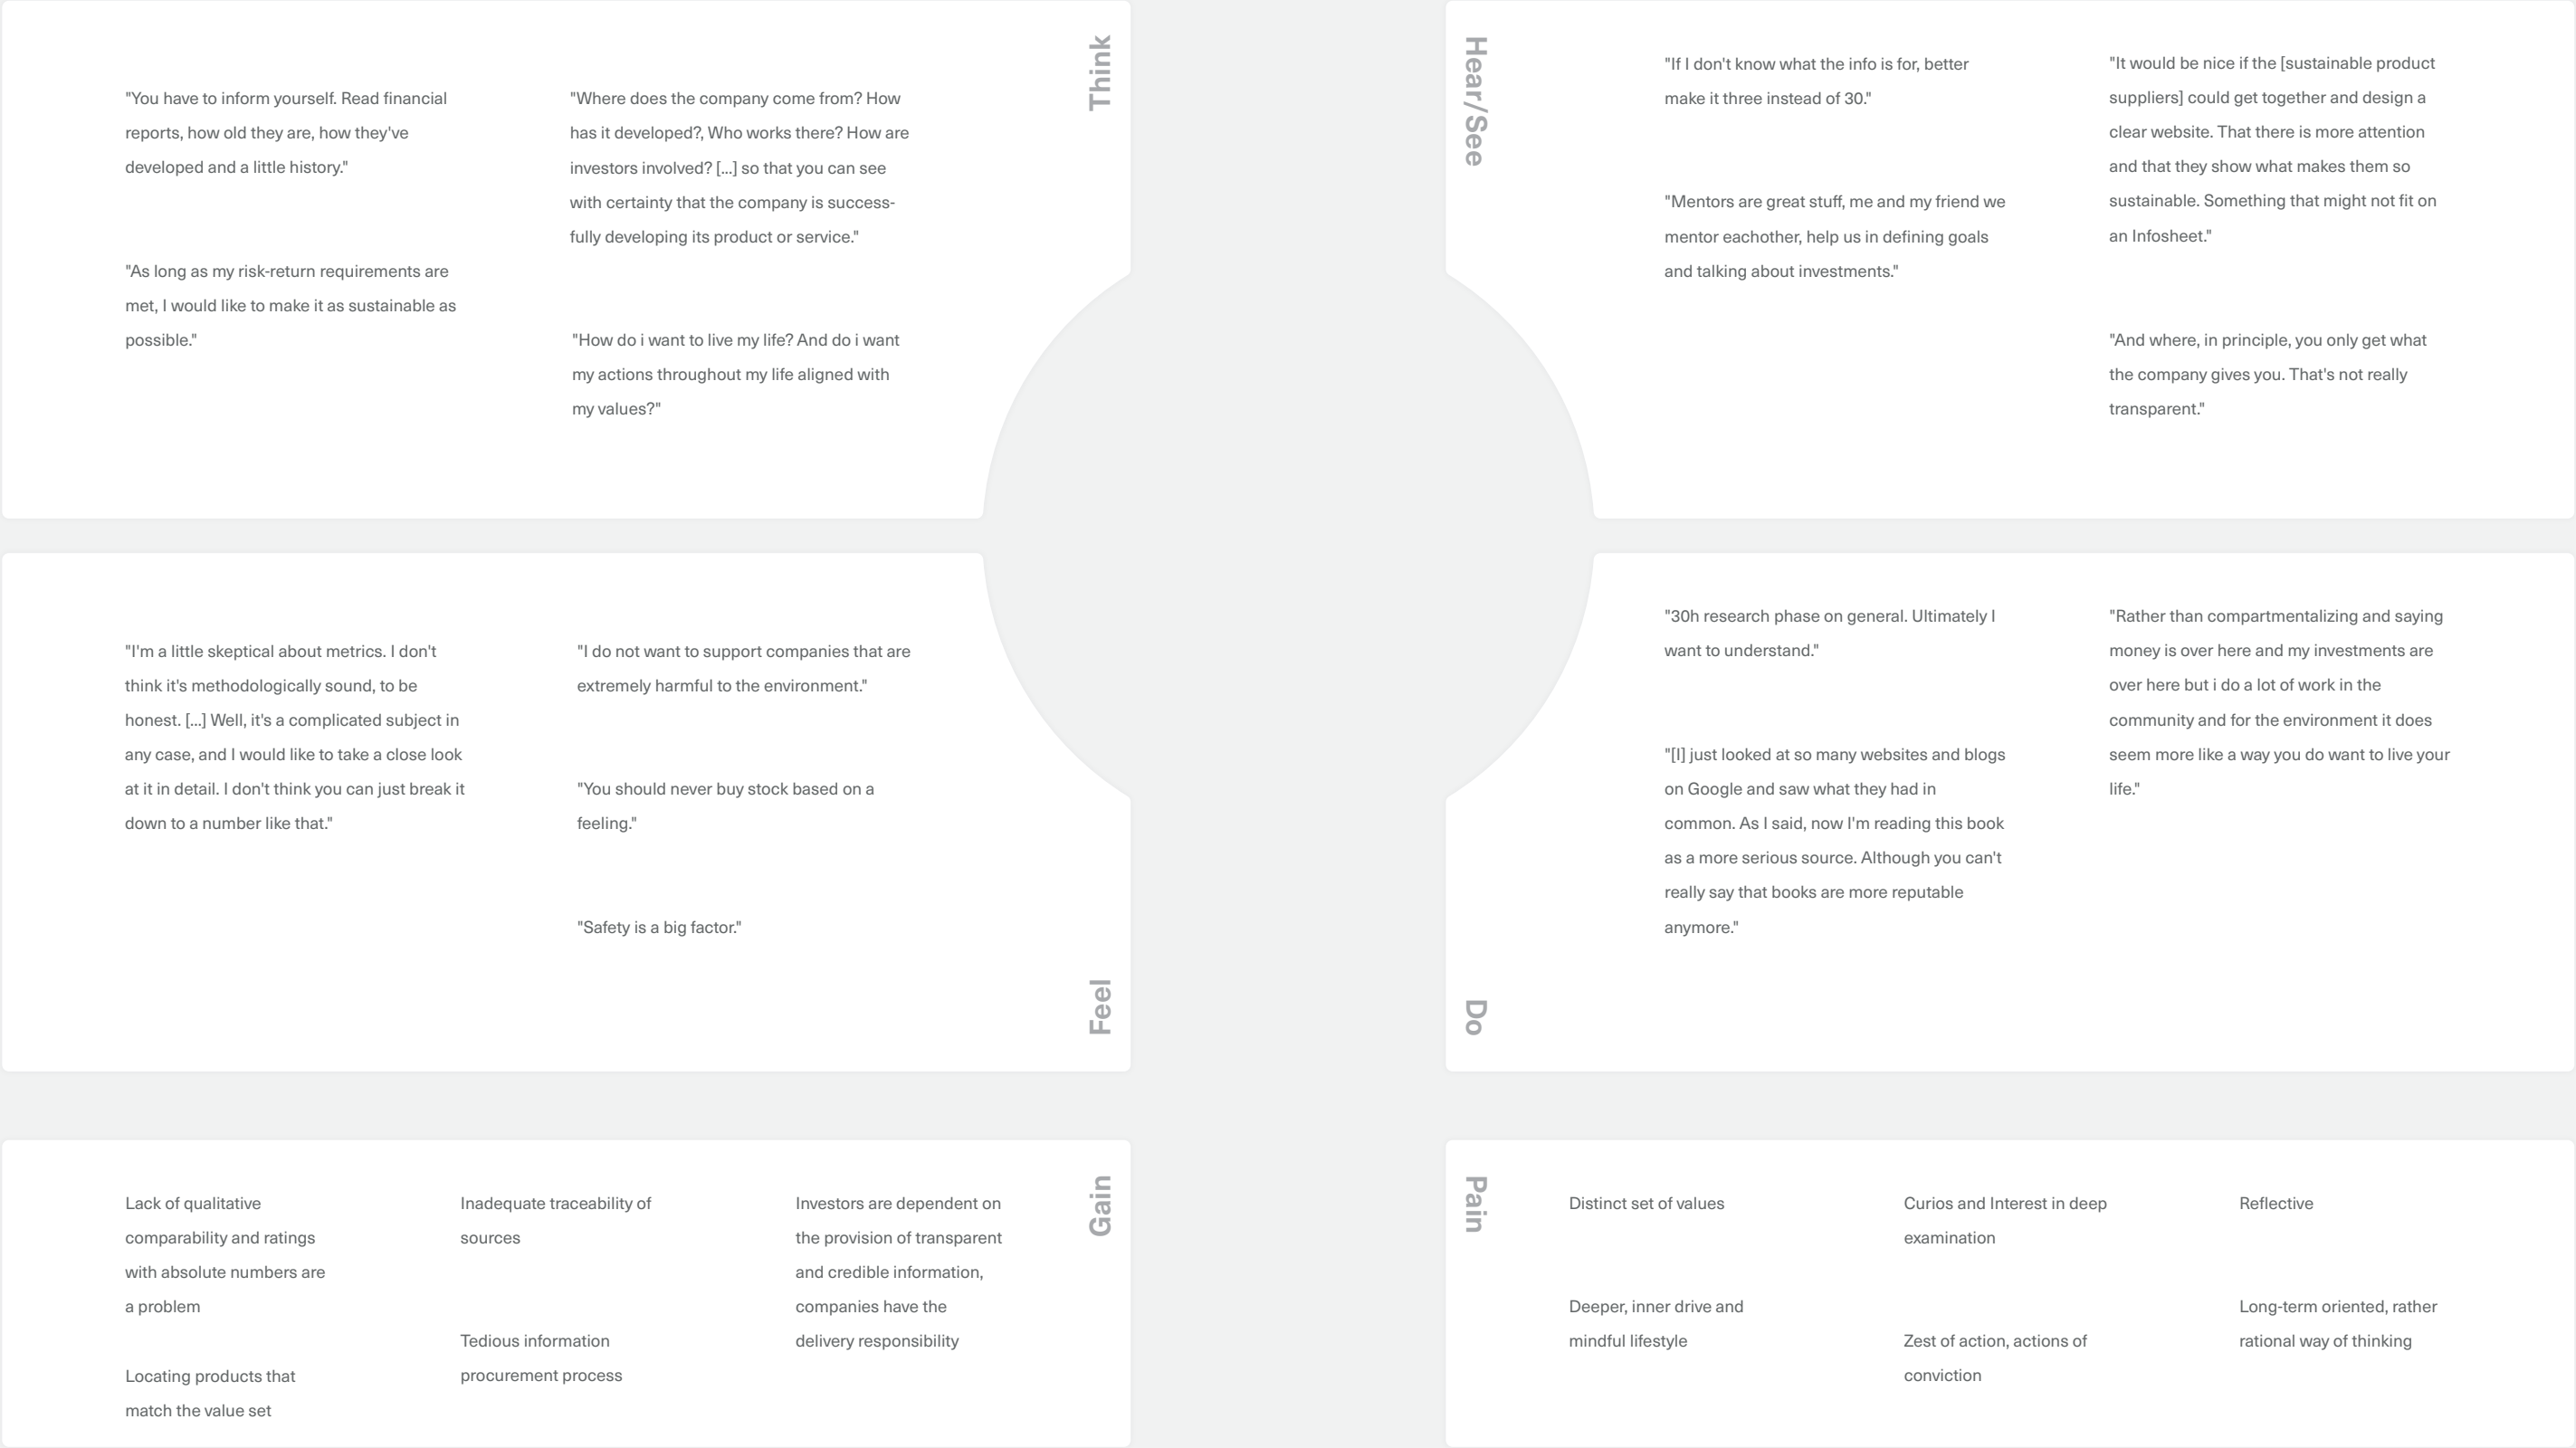 Think
"You have to inform yourself. Read financial
reports, how old they are, how they've
developed and a little history."
"As long as my risk-return requirements are
met, I would like to make it as sustainable as
possible."
"Where does the company come from? How
has it developed?, Who works there? How are
investors involved? [...] so that you can see
with certainty that the company is success-
fully developing its product or service."
"How do i want to live my life? And do i want
my actions throughout my life aligned with
my values?"
Hear/See
"If I don't know what the info is for, better
make it three instead of 30."
"Mentors are great stuff, me and my friend we
mentor eachother, help us in defining goals
and talking about investments."
"It would be nice if the [sustainable product
suppliers] could get together and design a
clear website. That there is more attention
and that they show what makes them so
sustainable. Something that might not fit on
an Infosheet."
"And where, in principle, you only get what
the company gives you. That's not really
transparent."
"I'm a little skeptical about metrics. I don't
think it's methodologically sound, to be
honest. [...] Well, it's a complicated subject in
any case, and I would like to take a close look
at it in detail. I don't think you can just break it
down to a number like that."
"I do not want to support companies that are
extremely harmful to the environment."
"You should never buy stock based on a
feeling."
"Safety is a big factor."
Feel
"30h research phase on general. Ultimately I
want to understand."
"[I] just looked at so many websites and blogs
on Google and saw what they had in
common. As I said, now I'm reading this book
as a more serious source. Although you can't
really say that books are more reputable
anymore."
"Rather than compartmentalizing and saying
money is over here and my investments are
over here but i do a lot of work in the
community and for the environment it does
seem more like a way you do want to live your
life."
Do
Gain
Lack of qualitative
comparability and ratings
with absolute numbers are
a problem
Locating products that
match the value set
Inadequate traceability of
sources
Tedious information
procurement process
Investors are dependent on
the provision of transparent
and credible information,
companies have the
delivery responsibility
Pain
Distinct set of values
Deeper, inner drive and
mindful lifestyle
Curios and Interest in deep
examination
Zest of action, actions of
conviction
Reflective
Long-term oriented, rather
rational way of thinking